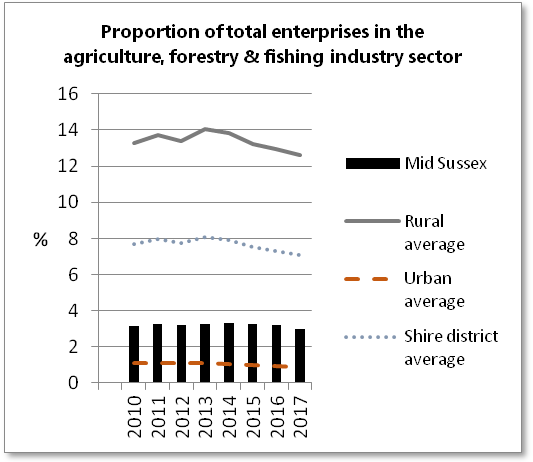 Proportion of total enterprises in the
agriculture, forestry & fishing industry sector
16
14
12
10
8
6
4
2
0
%
2010
2011
2012
2013
2014
2015
2016
2017
Mid Sussex
Rural
average
Urban
average
Shire district
average